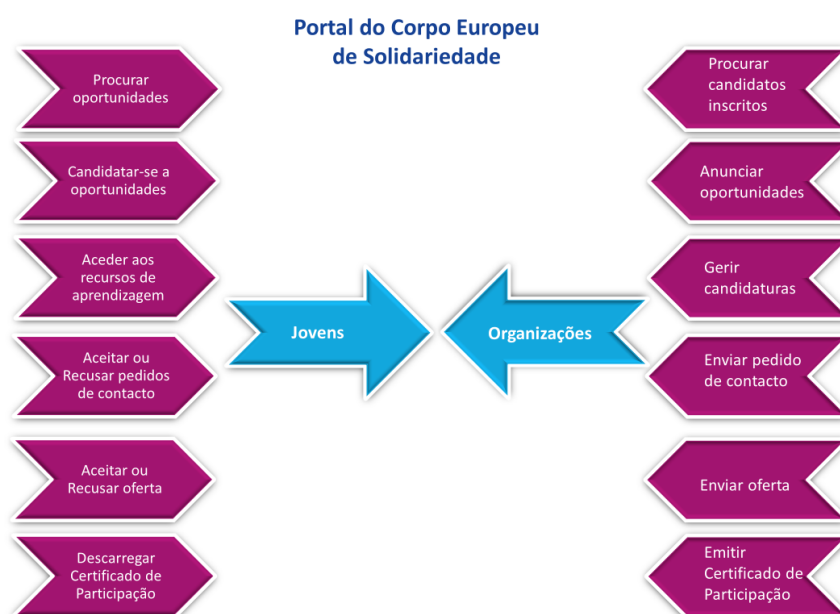 Portal do Corpo Europeu
de Solidariedade
Procurar
oportunidades
Candidatar-se a
oportunidades
Aceder aos
recursos de
aprendizagem
Aceitar ou
Recusar pedidos
de contacto
Aceitar ou
Recusar oferta
Descarregar
Certificado de
Participação
Jovens
Organizações
Procurar
candidatos
inscritos
Anunciar
oportunidades
Gerir
candidaturas
Enviar pedido
de contacto
Enviar oferta
Emitir
Certificado de
Participação